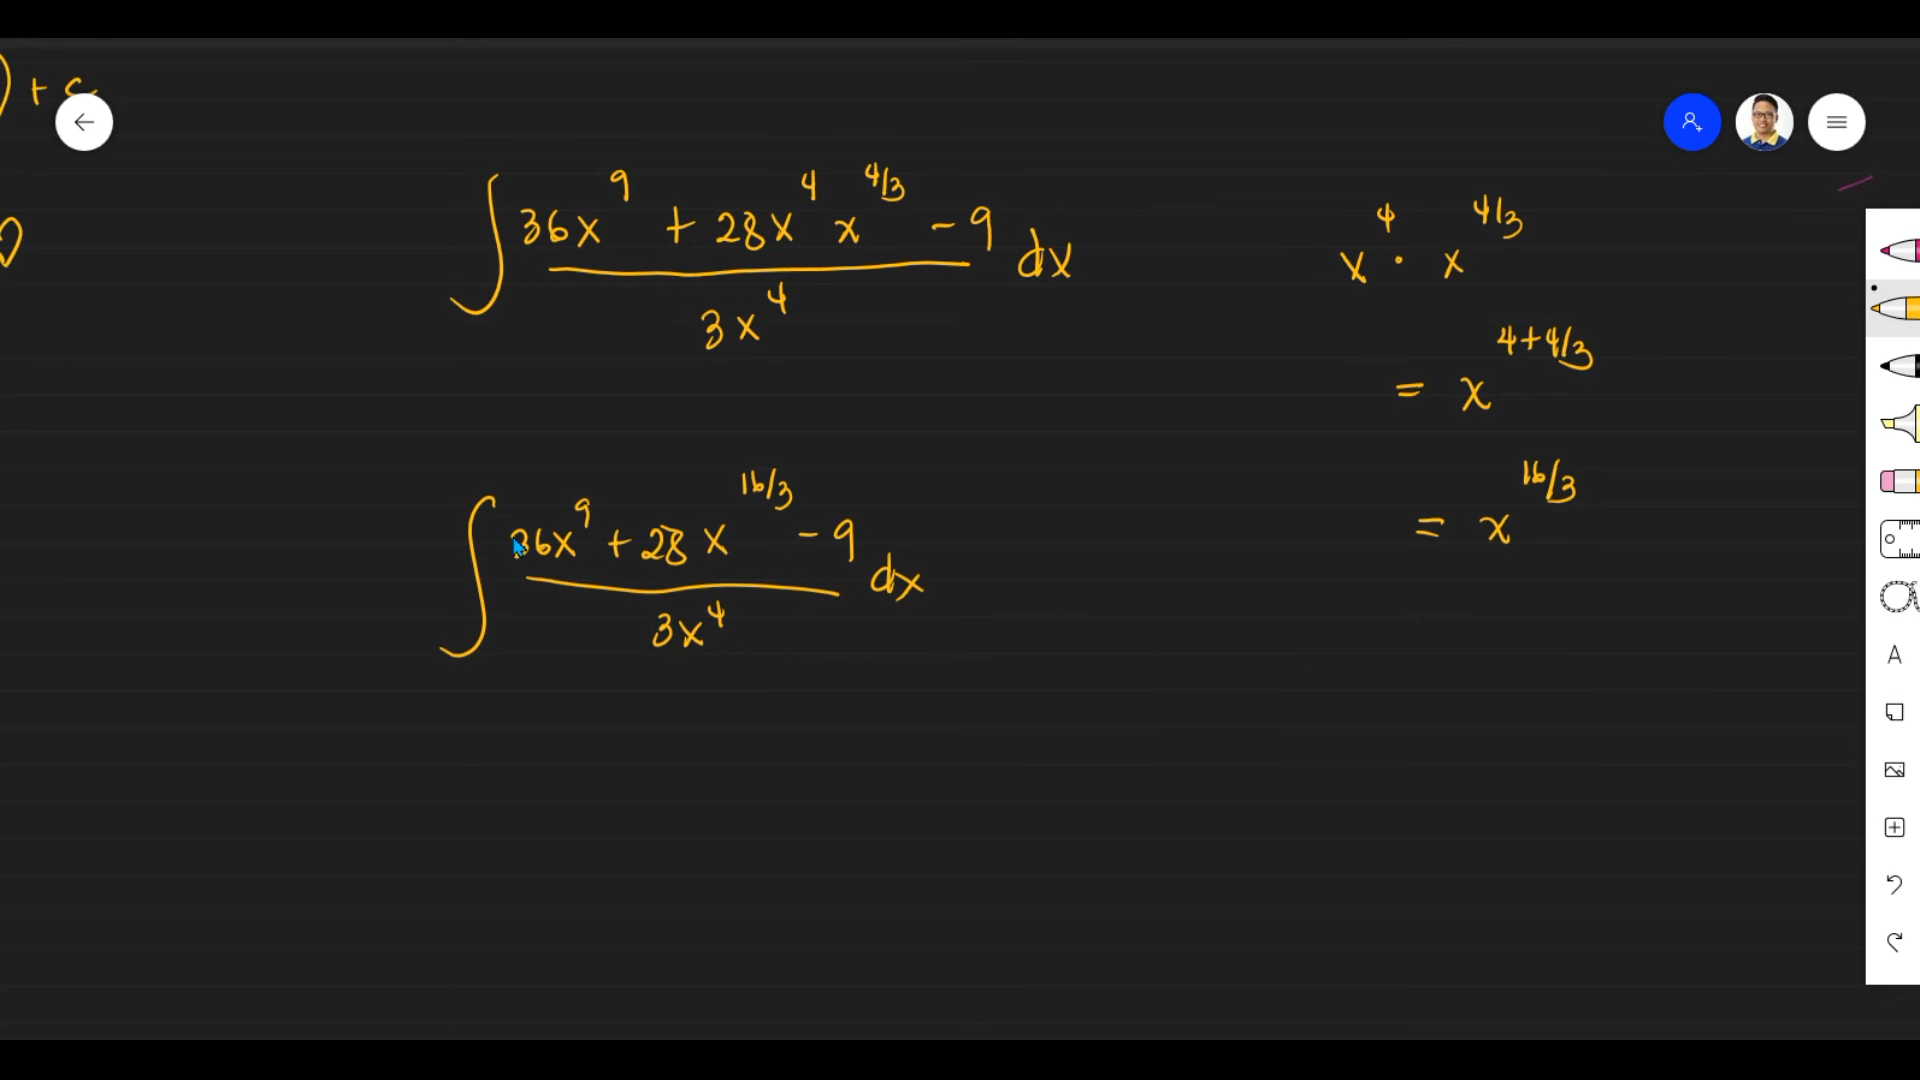 ) + c
∫ (36x^9 + 28x^4 x^{4/3} - 9)/(3x^4) dx
∫ (36x^9 + 28x^{16/3} - 9)/(3x^4) dx
x^4 · x^{4/3}
= x^{4+4/3}
= x^{16/3}
A